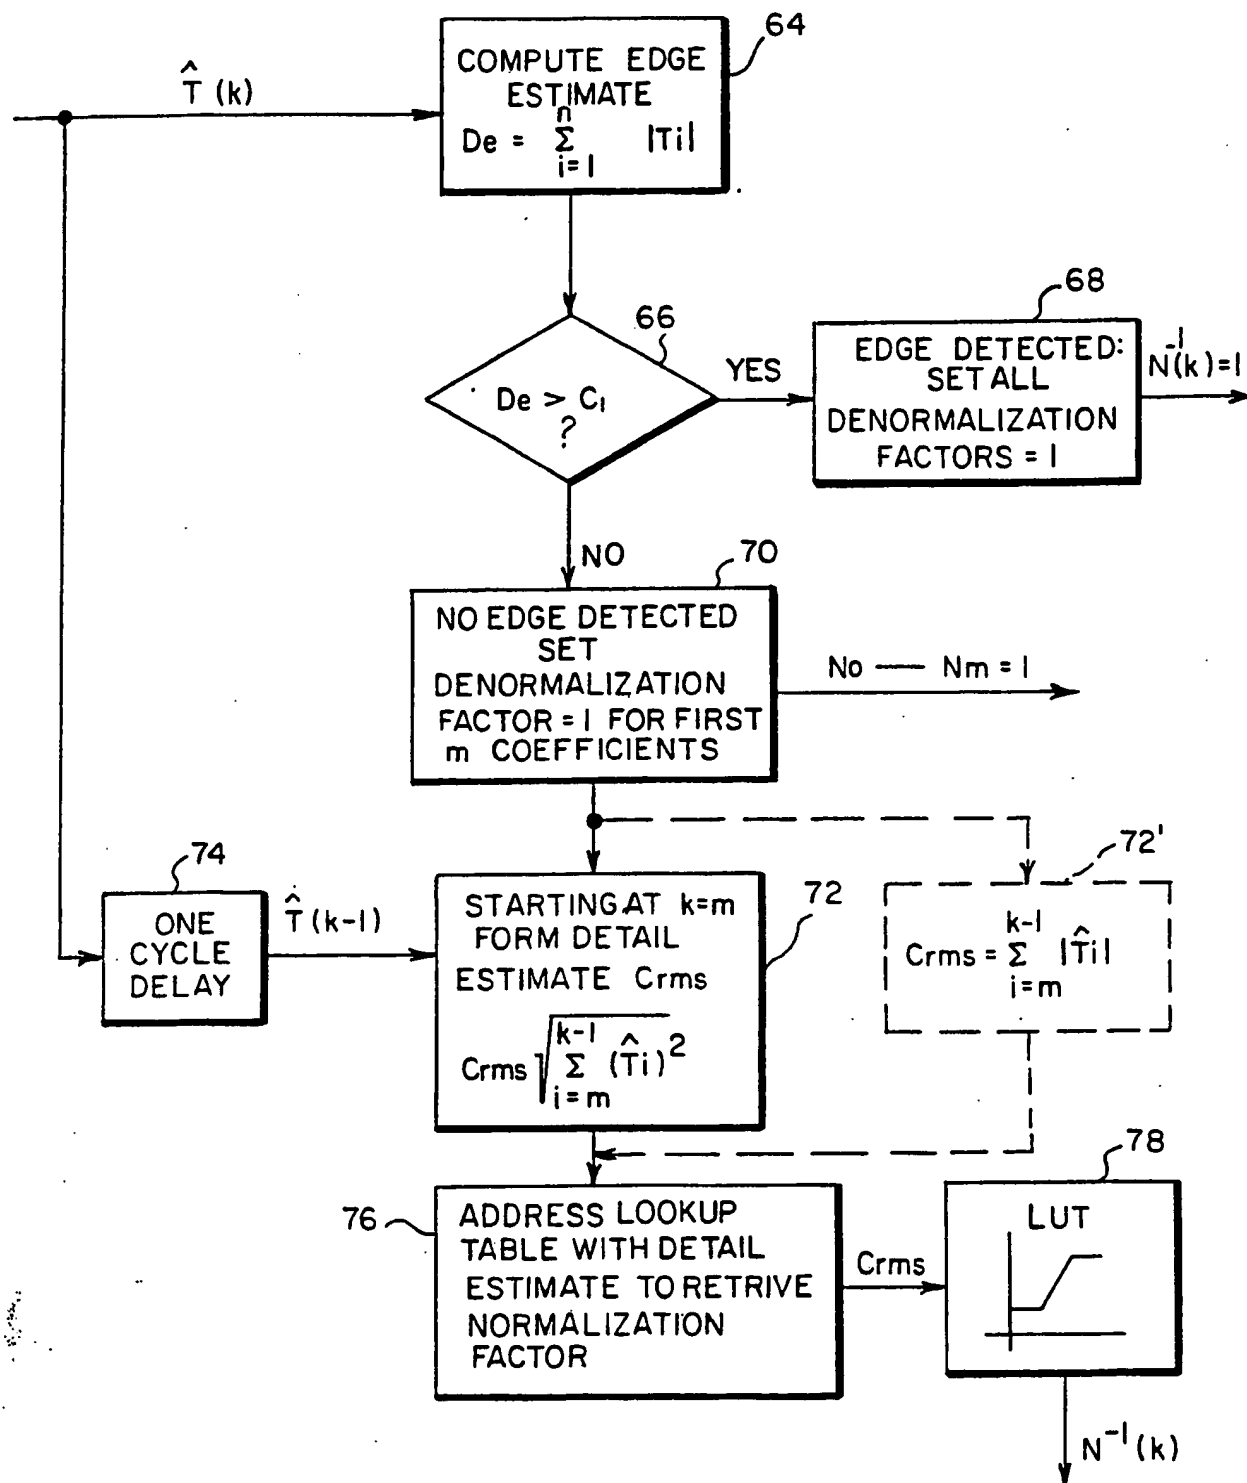 64
COMPUTE EDGE
ESTIMATE
De = n Σ i=1 |Ti|
T̂ (k)
66
De > C1
?
YES
68
EDGE DETECTED:
SET ALL
DENORMALIZATION
FACTORS = 1
N⁻¹(k)=1
NO
70
NO EDGE DETECTED
SET
DENORMALIZATION
FACTOR = 1 FOR FIRST
m COEFFICIENTS
No — Nm = 1
74
ONE
CYCLE
DELAY
T̂ (k-1)
72
STARTING AT k=m
FORM DETAIL
ESTIMATE Crms
Crms √ k-1 Σ i=m (T̂i)²
72'
Crms = k-1 Σ i=m |T̂i|
76
ADDRESS LOOKUP
TABLE WITH DETAIL
ESTIMATE TO RETRIVE
NORMALIZATION
FACTOR
Crms
78
LUT
N⁻¹(k)